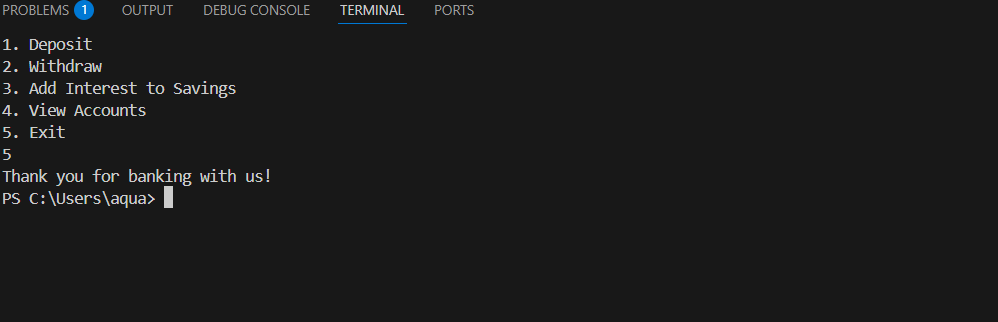 PROBLEMS 1 OUTPUT DEBUG CONSOLE TERMINAL PORTS
1. Deposit
2. Withdraw
3. Add Interest to Savings
4. View Accounts
5. Exit
5
Thank you for banking with us!
PS C:\Users\aqua>